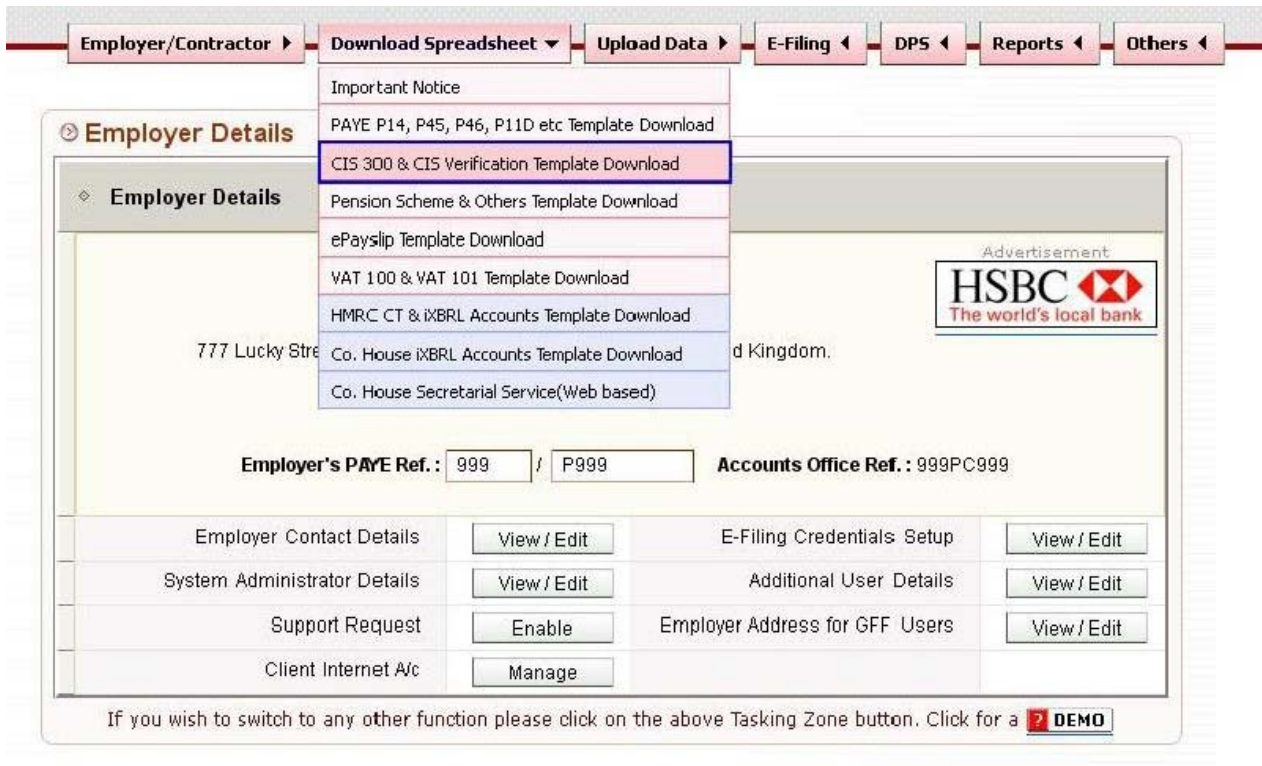 Employer/Contractor Download Spreadsheet Upload Data E-Filing DPS Reports Others
Important Notice
PAYE P14, P45, P46, P11D etc Template Download
CIS 300 & CIS Verification Template Download
Pension Scheme & Others Template Download
ePayslip Template Download
VAT 100 & VAT 101 Template Download
HMRC CT & iXBRL Accounts Template Download
Co. House iXBRL Accounts Template Download
Co. House Secretarial Service(Web based)
Employer Details
Employer Details
Advertisement
HSBC
The world's local bank
777 Lucky d Kingdom.
Employer's PAYE Ref. : 999 / P999 Accounts Office Ref. : 999PC999
Employer Contact Details View / Edit E-Filing Credentials Setup View / Edit
System Administrator Details View / Edit Additional User Details View / Edit
Support Request Enable Employer Address for GFF Users View / Edit
Client Internet A/c Manage
If you wish to switch to any other function please click on the above Tasking Zone button. Click for a ? DEMO